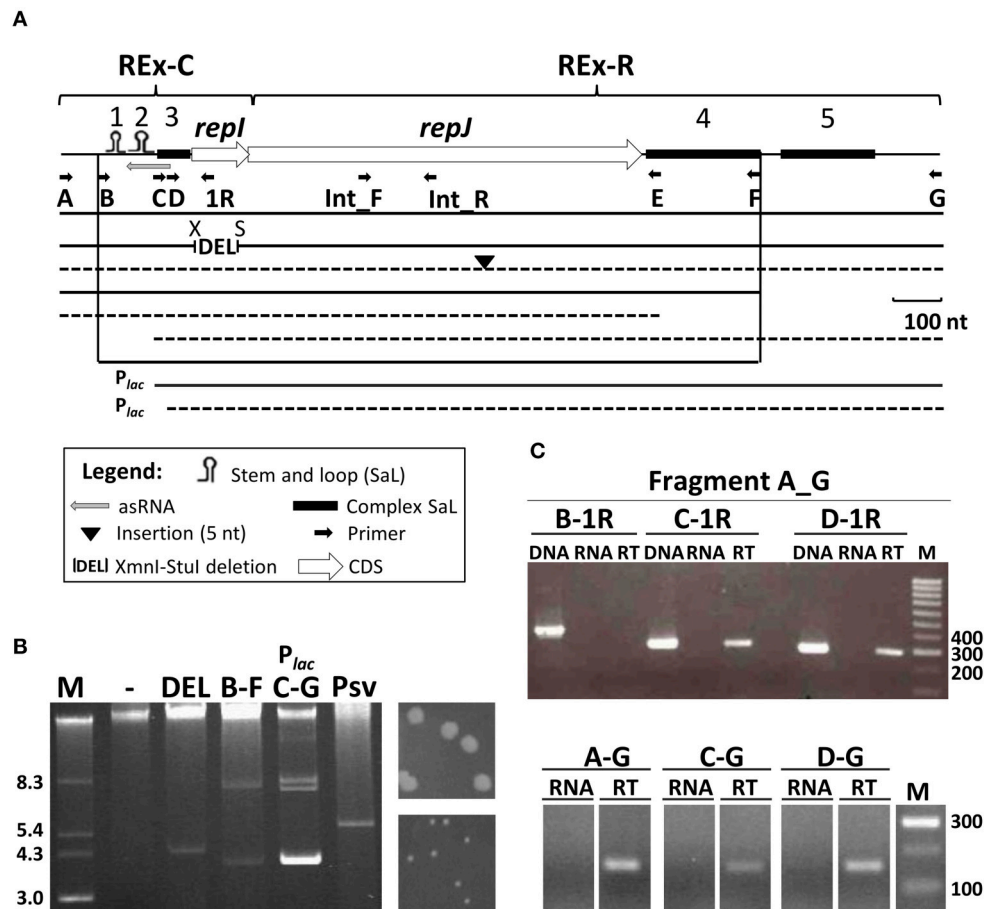 A
REx-C REx-R
1 2 3 repI repJ 4 5
A B C D 1R Int_F Int_R E F G
X S
DEL
100 nt
Plac
Plac
Legend: Stem and loop (SaL)
asRNA Complex SaL
Insertion (5 nt) Primer
DEL XmnI-StuI deletion CDS
B
M - DEL B-F Plac C-G Psv
8.3
5.4
4.3
3.0
C
Fragment A_G
B-1R C-1R D-1R
DNA RNA RT DNA RNA RT DNA RNA RT M
400
300
200
A-G C-G D-G
RNA RT RNA RT RNA RT M
300
100